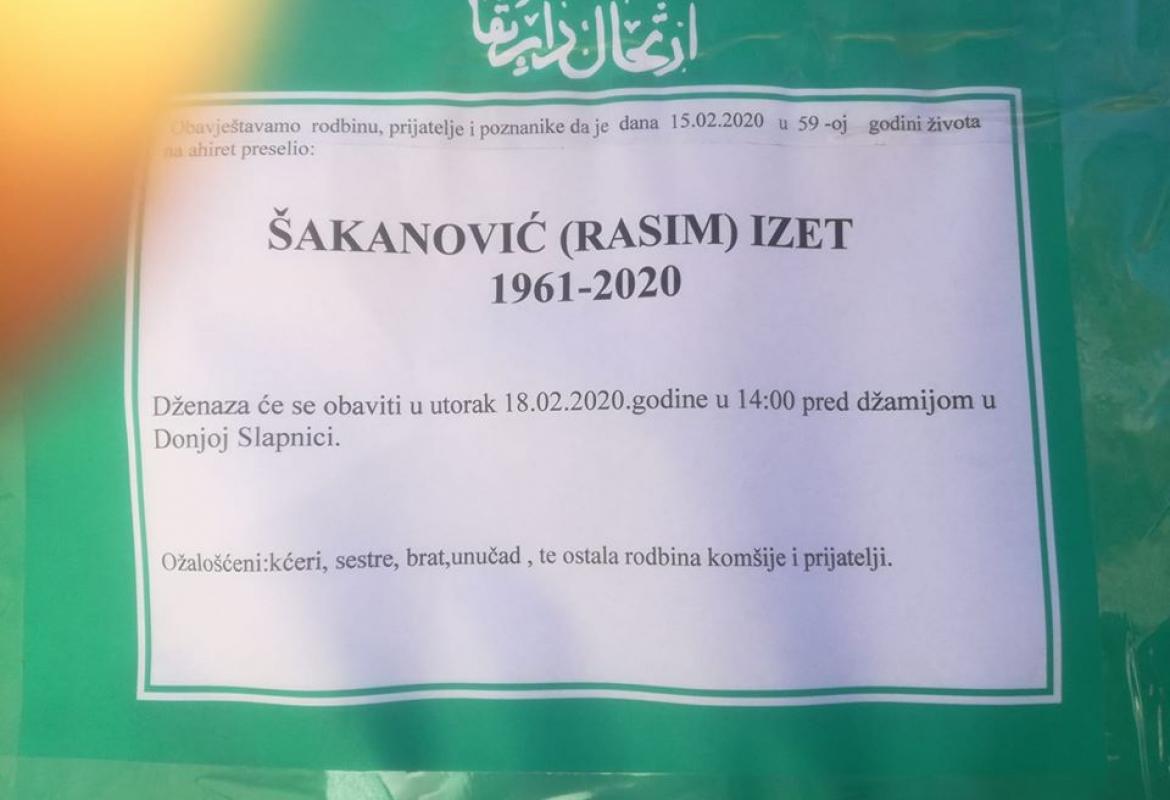 ارتحال دار بقا
Obavještavamo rodbinu, prijatelje i poznanike da je dana 15.02.2020 u 59 -oj godini života
na ahiret preselio:
ŠAKANOVIĆ (RASIM) IZET
1961-2020
Dženaza će se obaviti u utorak 18.02.2020.godine u 14:00 pred džamijom u
Donjoj Slapnici.
Ožalošćeni:kćeri, sestre, brat,unučad , te ostala rodbina komšije i prijatelji.